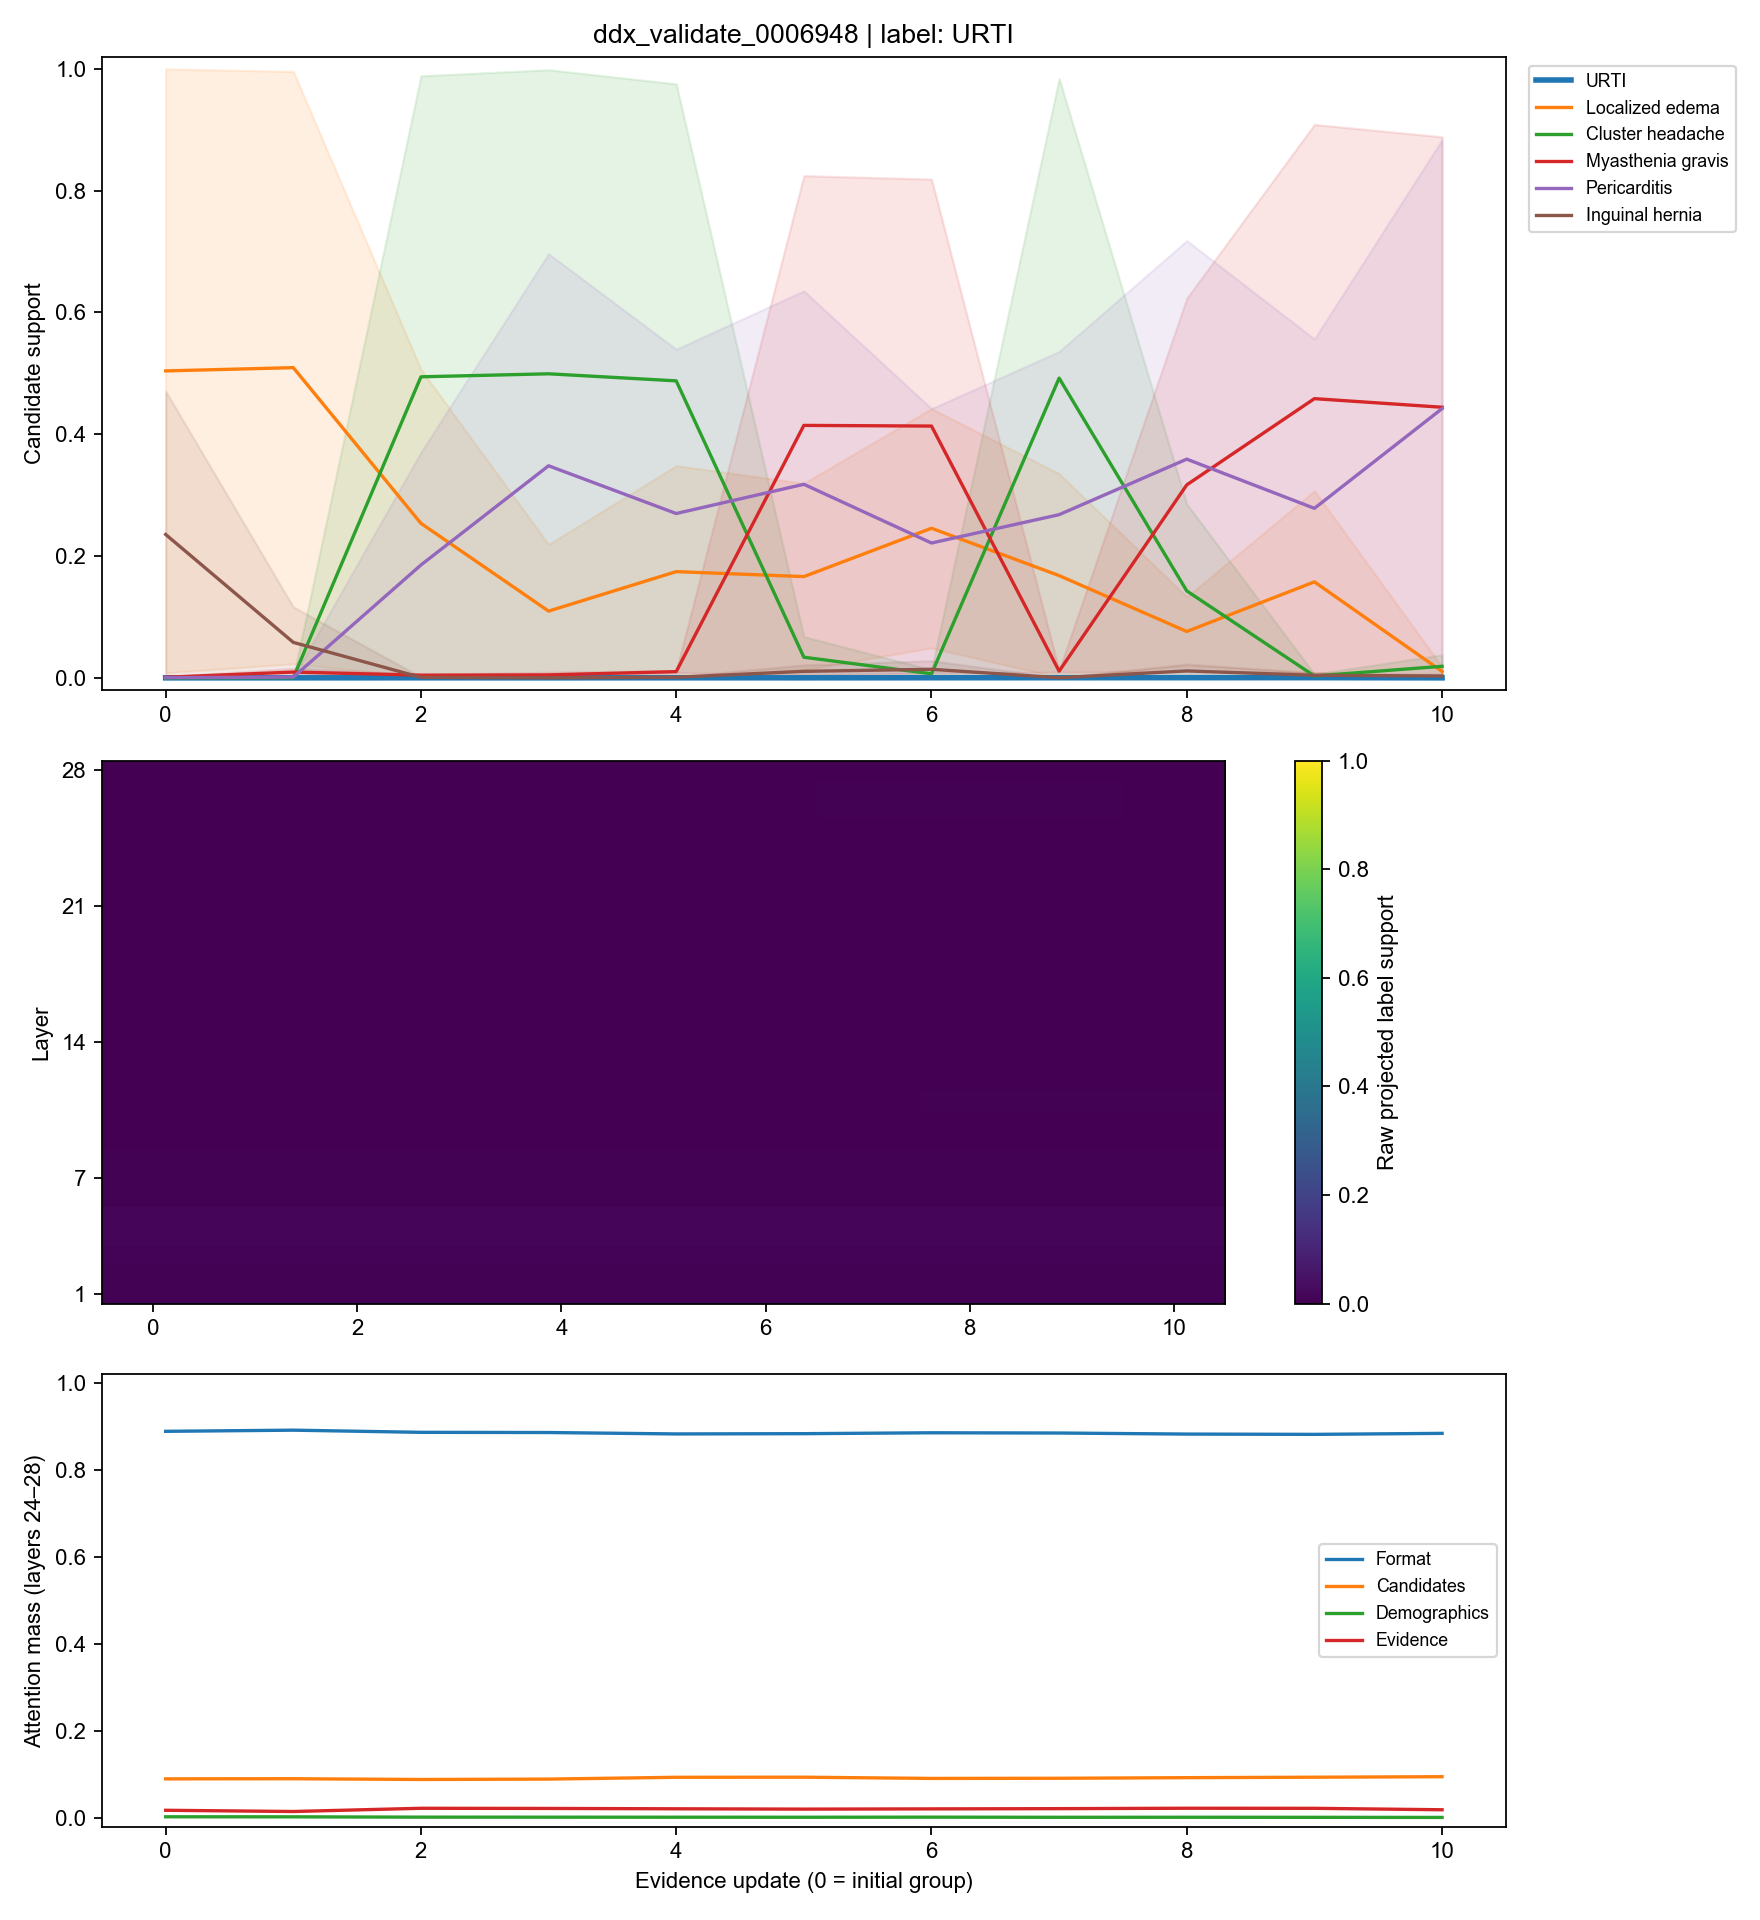 ddx_validate_0006948 | label: URTI
Candidate support
1.0
0.8
0.6
0.4
0.2
0.0
0 2 4 6 8 10
URTI
Localized edema
Cluster headache
Myasthenia gravis
Pericarditis
Inguinal hernia
Layer
28
21
14
7
1
0 2 4 6 8 10
1.0
0.8
0.6
0.4
0.2
0.0
Raw projected label support
Attention mass (layers 24–28)
1.0
0.8
0.6
0.4
0.2
0.0
Format
Candidates
Demographics
Evidence
0 2 4 6 8 10
Evidence update (0 = initial group)